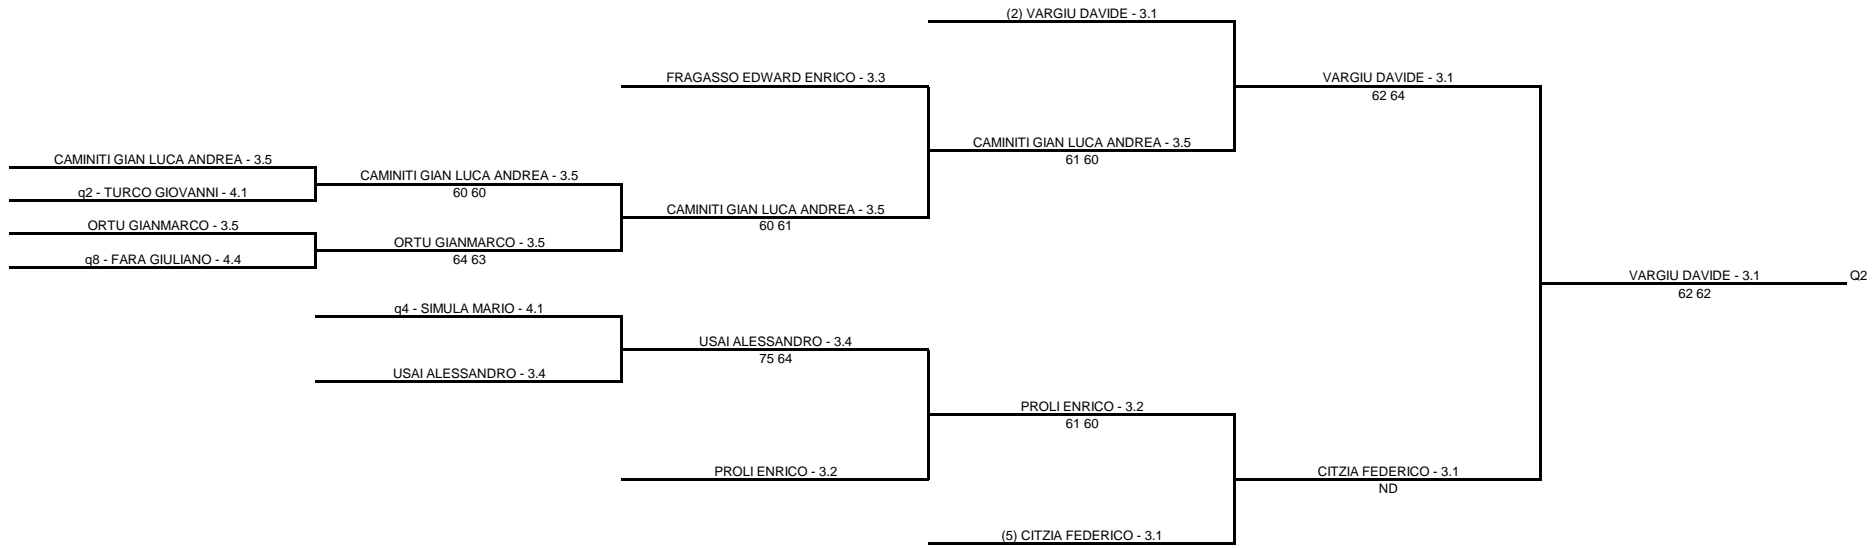 (2) VARGIU DAVIDE - 3.1
FRAGASSO EDWARD ENRICO - 3.3
VARGIU DAVIDE - 3.1
62 64
CAMINITI GIAN LUCA ANDREA - 3.5
61 60
CAMINITI GIAN LUCA ANDREA - 3.5
CAMINITI GIAN LUCA ANDREA - 3.5
60 60
q2 - TURCO GIOVANNI - 4.1
CAMINITI GIAN LUCA ANDREA - 3.5
60 61
ORTU GIANMARCO - 3.5
ORTU GIANMARCO - 3.5
64 63
q8 - FARA GIULIANO - 4.4
VARGIU DAVIDE - 3.1
Q2
62 62
q4 - SIMULA MARIO - 4.1
USAI ALESSANDRO - 3.4
75 64
USAI ALESSANDRO - 3.4
PROLI ENRICO - 3.2
61 60
PROLI ENRICO - 3.2
CITZIA FEDERICO - 3.1
ND
(5) CITZIA FEDERICO - 3.1